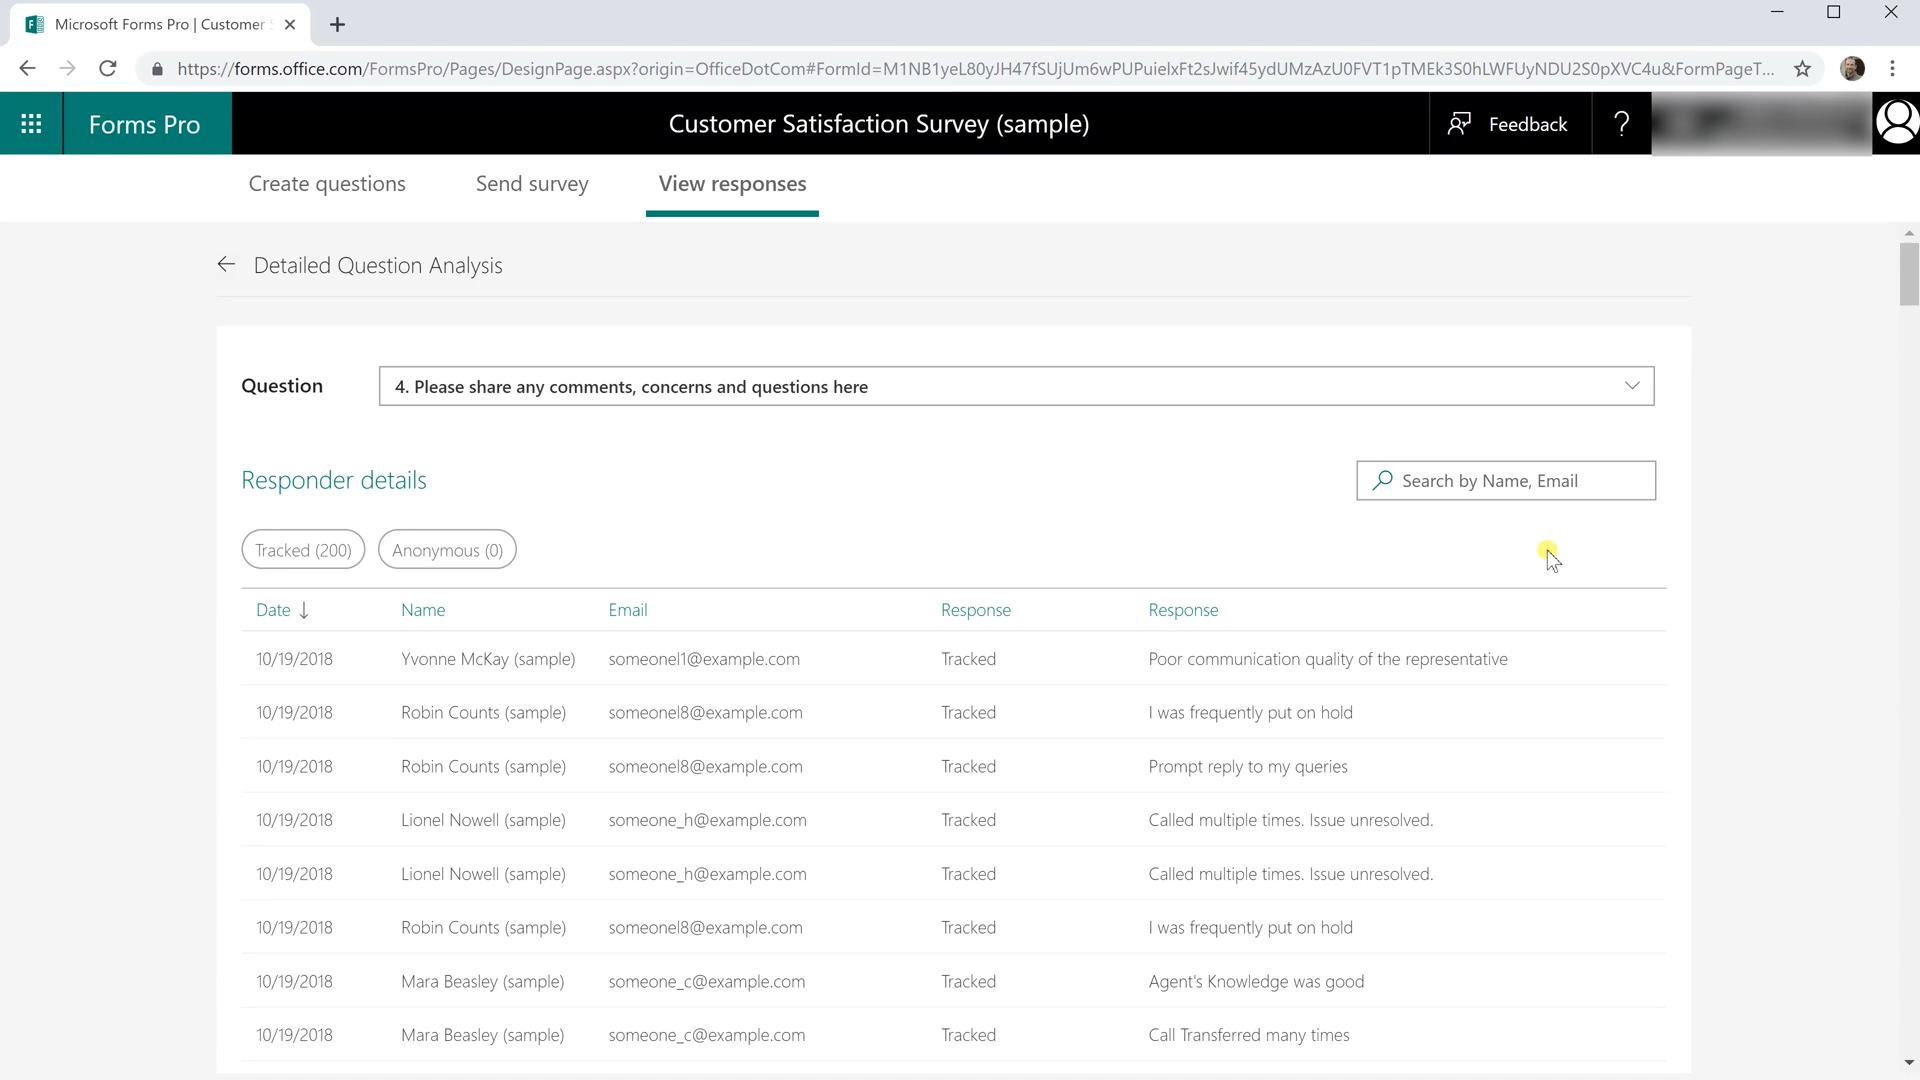 Microsoft Forms Pro | Customer S
https://forms.office.com/FormsPro/Pages/DesignPage.aspx?origin=OfficeDotCom#FormId=M1NB1yeL80yJH47fSUjUm6wPUPuielxFt2sJwif45ydUMzAzU0FVT1pTMEk3S0hLWFUyNDU2S0pXVC4u&FormPageT...
Forms Pro
Customer Satisfaction Survey (sample)
Feedback
?
Create questions Send survey View responses
Detailed Question Analysis
Question 4. Please share any comments, concerns and questions here
Responder details
Search by Name, Email
Tracked (200) Anonymous (0)
Date Name Email Response Response
10/19/2018 Yvonne McKay (sample) someonel1@example.com Tracked Poor communication quality of the representative
10/19/2018 Robin Counts (sample) someonel8@example.com Tracked I was frequently put on hold
10/19/2018 Robin Counts (sample) someonel8@example.com Tracked Prompt reply to my queries
10/19/2018 Lionel Nowell (sample) someone_h@example.com Tracked Called multiple times. Issue unresolved.
10/19/2018 Lionel Nowell (sample) someone_h@example.com Tracked Called multiple times. Issue unresolved.
10/19/2018 Robin Counts (sample) someonel8@example.com Tracked I was frequently put on hold
10/19/2018 Mara Beasley (sample) someone_c@example.com Tracked Agent's Knowledge was good
10/19/2018 Mara Beasley (sample) someone_c@example.com Tracked Call Transferred many times